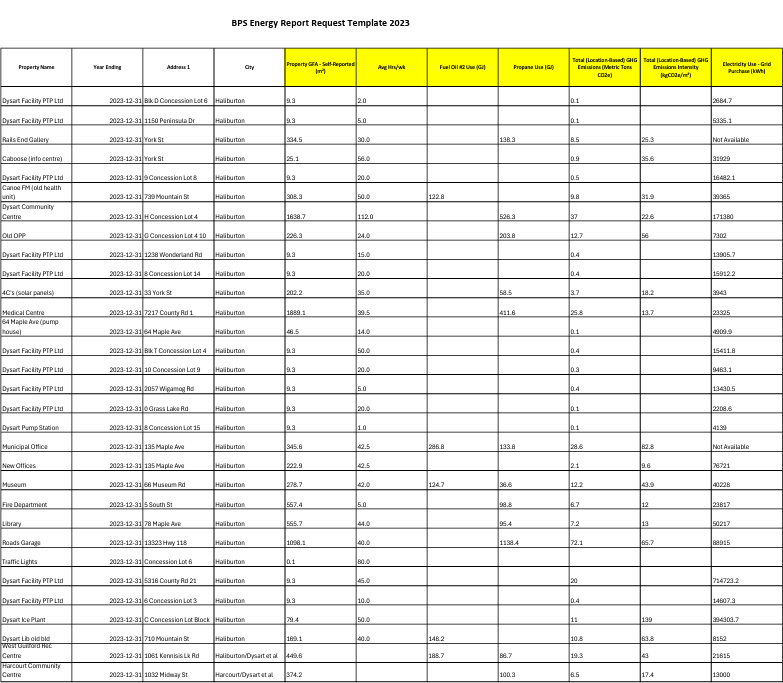 BPS Energy Report Request Template 2023
Property Name Year Ending Address 1 City Property GFA - Self-Reported (m²) Avg Hrs/wk Fuel Oil #2 Use (GJ) Propane Use (GJ) Total (Location-Based) GHG Emissions (Metric Tons CO2e) Total (Location-Based) GHG Emissions Intensity (kgCO2e/m²) Electricity Use - Grid Purchase (kWh)
Dysart Facility PTP Ltd 2023-12-31 Blk D Concession Lot 6 Haliburton 9.3 2.0 0.1 2684.7
Dysart Facility PTP Ltd 2023-12-31 1150 Peninsula Dr Haliburton 9.3 5.0 0.1 5335.1
Rails End Gallery 2023-12-31 York St Haliburton 334.5 30.0 138.3 8.5 25.3 Not Available
Caboose (info centre) 2023-12-31 York St Haliburton 25.1 56.0 0.9 35.6 31929
Dysart Facility PTP Ltd 2023-12-31 9 Concession Lot 8 Haliburton 9.3 20.0 0.5 16482.1
Canoe FM (old health unit) 2023-12-31 739 Mountain St Haliburton 308.3 50.0 122.8 9.8 31.9 39365
Dysart Community Centre 2023-12-31 H Concession Lot 4 Haliburton 1638.7 112.0 526.3 37 22.6 171380
Old OPP 2023-12-31 G Concession Lot 4 10 Haliburton 226.3 24.0 203.8 12.7 56 7302
Dysart Facility PTP Ltd 2023-12-31 1238 Wonderland Rd Haliburton 9.3 15.0 0.4 13905.7
Dysart Facility PTP Ltd 2023-12-31 8 Concession Lot 14 Haliburton 9.3 20.0 0.4 15912.2
4C's (solar panels) 2023-12-31 33 York St Haliburton 202.2 35.0 58.5 3.7 18.2 3943
Medical Centre 2023-12-31 7217 County Rd 1 Haliburton 1889.1 39.5 411.6 25.8 13.7 23325
64 Maple Ave (pump house) 2023-12-31 64 Maple Ave Haliburton 46.5 14.0 0.1 4909.9
Dysart Facility PTP Ltd 2023-12-31 Blk T Concession Lot 4 Haliburton 9.3 50.0 0.4 15411.8
Dysart Facility PTP Ltd 2023-12-31 10 Concession Lot 9 Haliburton 9.3 20.0 0.3 9463.1
Dysart Facility PTP Ltd 2023-12-31 2057 Wigamog Rd Haliburton 9.3 5.0 0.4 13430.5
Dysart Facility PTP Ltd 2023-12-31 0 Grass Lake Rd Haliburton 9.3 20.0 0.1 2208.6
Dysart Pump Station 2023-12-31 8 Concession Lot 15 Haliburton 9.3 1.0 0.1 4139
Municipal Office 2023-12-31 135 Maple Ave Haliburton 345.6 42.5 286.8 133.8 28.6 82.8 Not Available
New Offices 2023-12-31 135 Maple Ave Haliburton 222.9 42.5 2.1 9.6 76721
Museum 2023-12-31 66 Museum Rd Haliburton 278.7 42.0 124.7 36.6 12.2 43.9 40228
Fire Department 2023-12-31 5 South St Haliburton 557.4 5.0 98.8 6.7 12 23817
Library 2023-12-31 78 Maple Ave Haliburton 555.7 44.0 95.4 7.2 13 50217
Roads Garage 2023-12-31 13323 Hwy 118 Haliburton 1098.1 40.0 1138.4 72.1 65.7 88915
Traffic Lights 2023-12-31 Concession Lot 6 Haliburton 0.1 80.0
Dysart Facility PTP Ltd 2023-12-31 5316 County Rd 21 Haliburton 9.3 45.0 20 714723.2
Dysart Facility PTP Ltd 2023-12-31 6 Concession Lot 3 Haliburton 9.3 10.0 0.4 14607.3
Dysart Ice Plant 2023-12-31 C Concession Lot Block Haliburton 79.4 50.0 11 139 394303.7
Dysart Lib old bld 2023-12-31 710 Mountain St Haliburton 169.1 40.0 148.2 10.8 63.8 8152
West Guilford Rec Centre 2023-12-31 1061 Kennisis Lk Rd Haliburton/Dysart et al 449.6 188.7 86.7 19.3 43 21615
Harcourt Community Centre 2023-12-31 1032 Midway St Harcourt/Dysart et al 374.2 100.3 6.5 17.4 13000